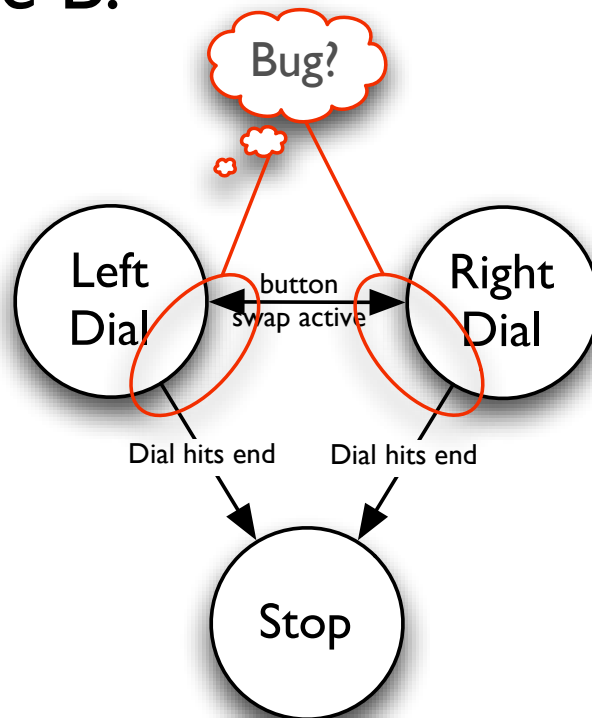 Bug?
Left
Dial
button
swap active
Right
Dial
Dial hits end
Dial hits end
Stop